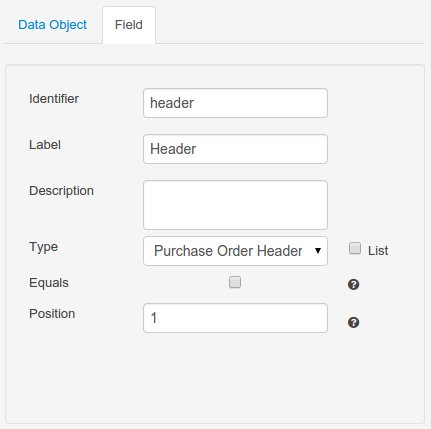 Data Object Field
Identifier header
Label Header
Description
Type Purchase Order Header List
Equals
Position 1